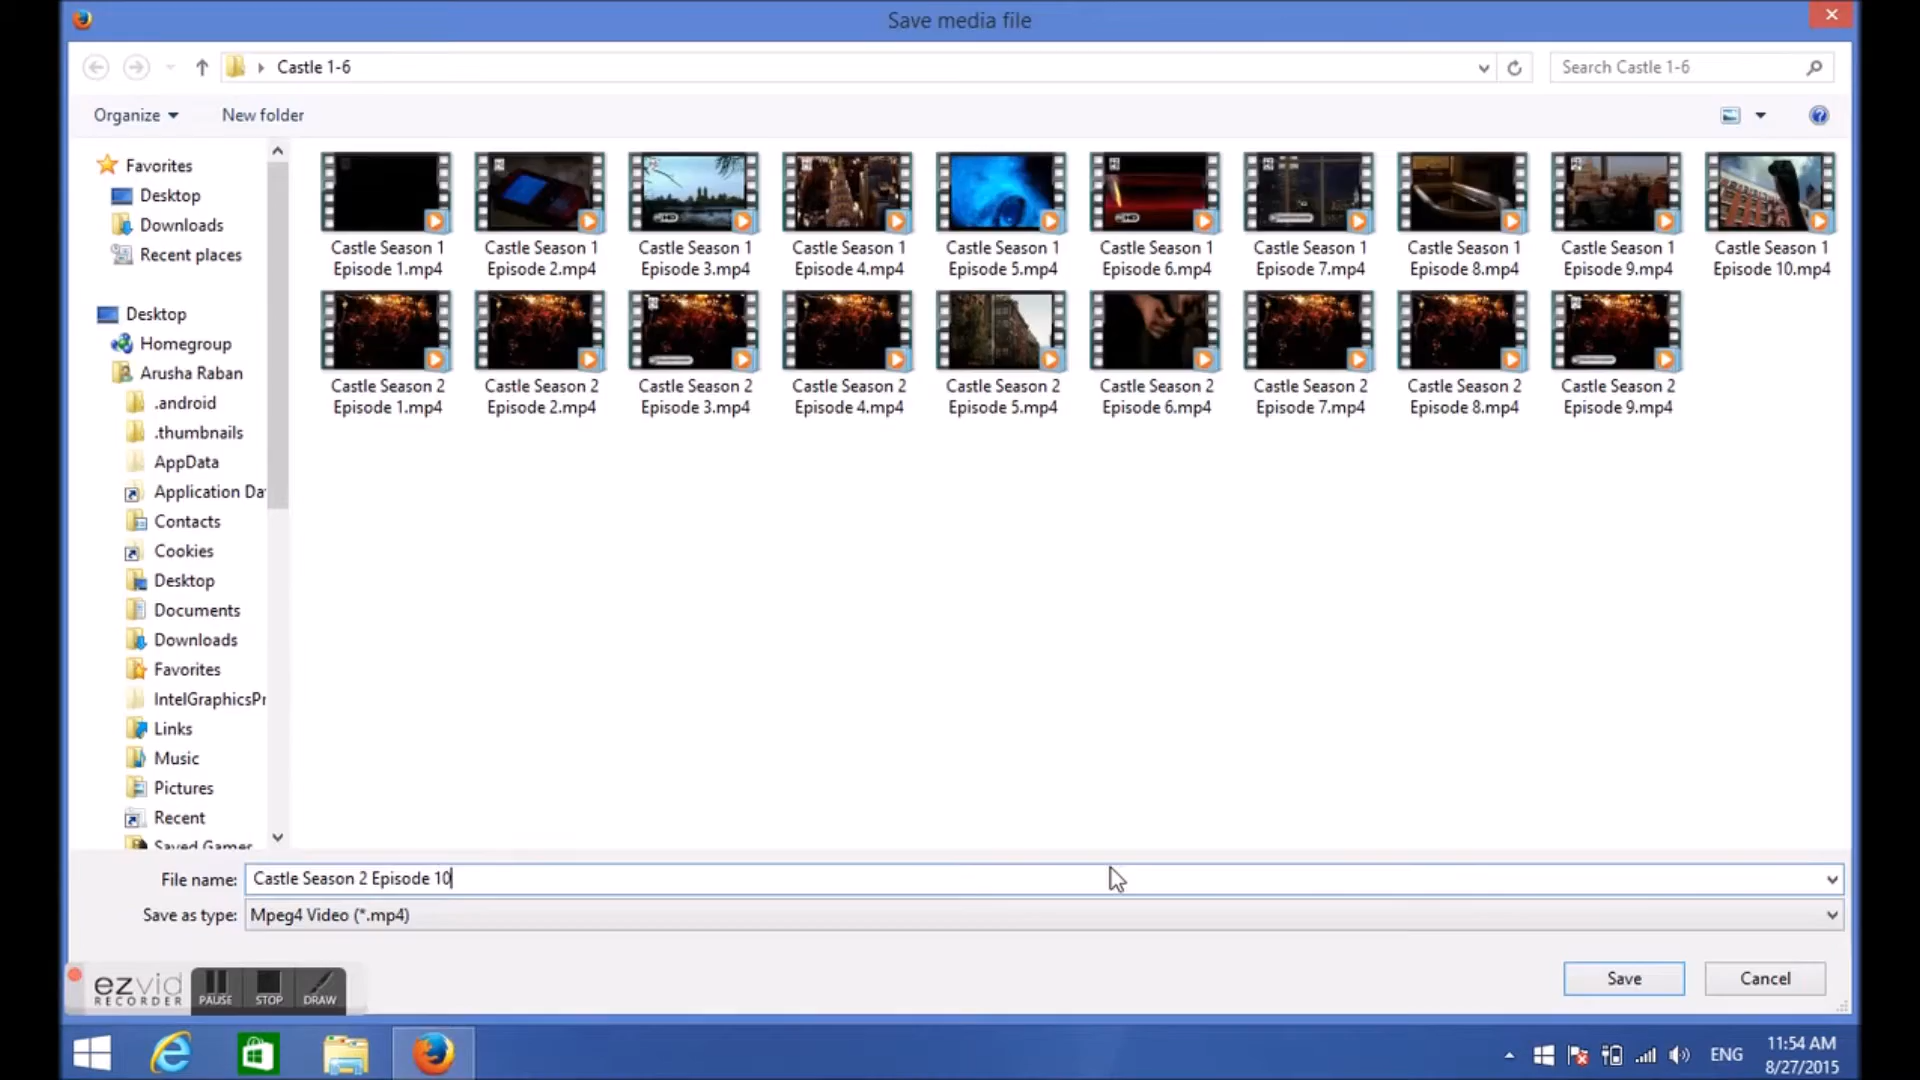 Save media file
Castle 1-6
Search Castle 1-6
Organize
New folder
Favorites
Desktop
Downloads
Recent places
Desktop
Homegroup
Arusha Raban
.android
.thumbnails
AppData
Application Da
Contacts
Cookies
Desktop
Documents
Downloads
Favorites
IntelGraphicsPr
Links
Music
Pictures
Recent
Saved Games
Castle Season 1
Episode 1.mp4
Castle Season 1
Episode 2.mp4
Castle Season 1
Episode 3.mp4
Castle Season 1
Episode 4.mp4
Castle Season 1
Episode 5.mp4
Castle Season 1
Episode 6.mp4
Castle Season 1
Episode 7.mp4
Castle Season 1
Episode 8.mp4
Castle Season 1
Episode 9.mp4
Castle Season 1
Episode 10.mp4
Castle Season 2
Episode 1.mp4
Castle Season 2
Episode 2.mp4
Castle Season 2
Episode 3.mp4
Castle Season 2
Episode 4.mp4
Castle Season 2
Episode 5.mp4
Castle Season 2
Episode 6.mp4
Castle Season 2
Episode 7.mp4
Castle Season 2
Episode 8.mp4
Castle Season 2
Episode 9.mp4
File name: Castle Season 2 Episode 10
Save as type: Mpeg4 Video (*.mp4)
ezvid
RECORDER
PAUSE
STOP
DRAW
Save
Cancel
ENG
11:54 AM
8/27/2015